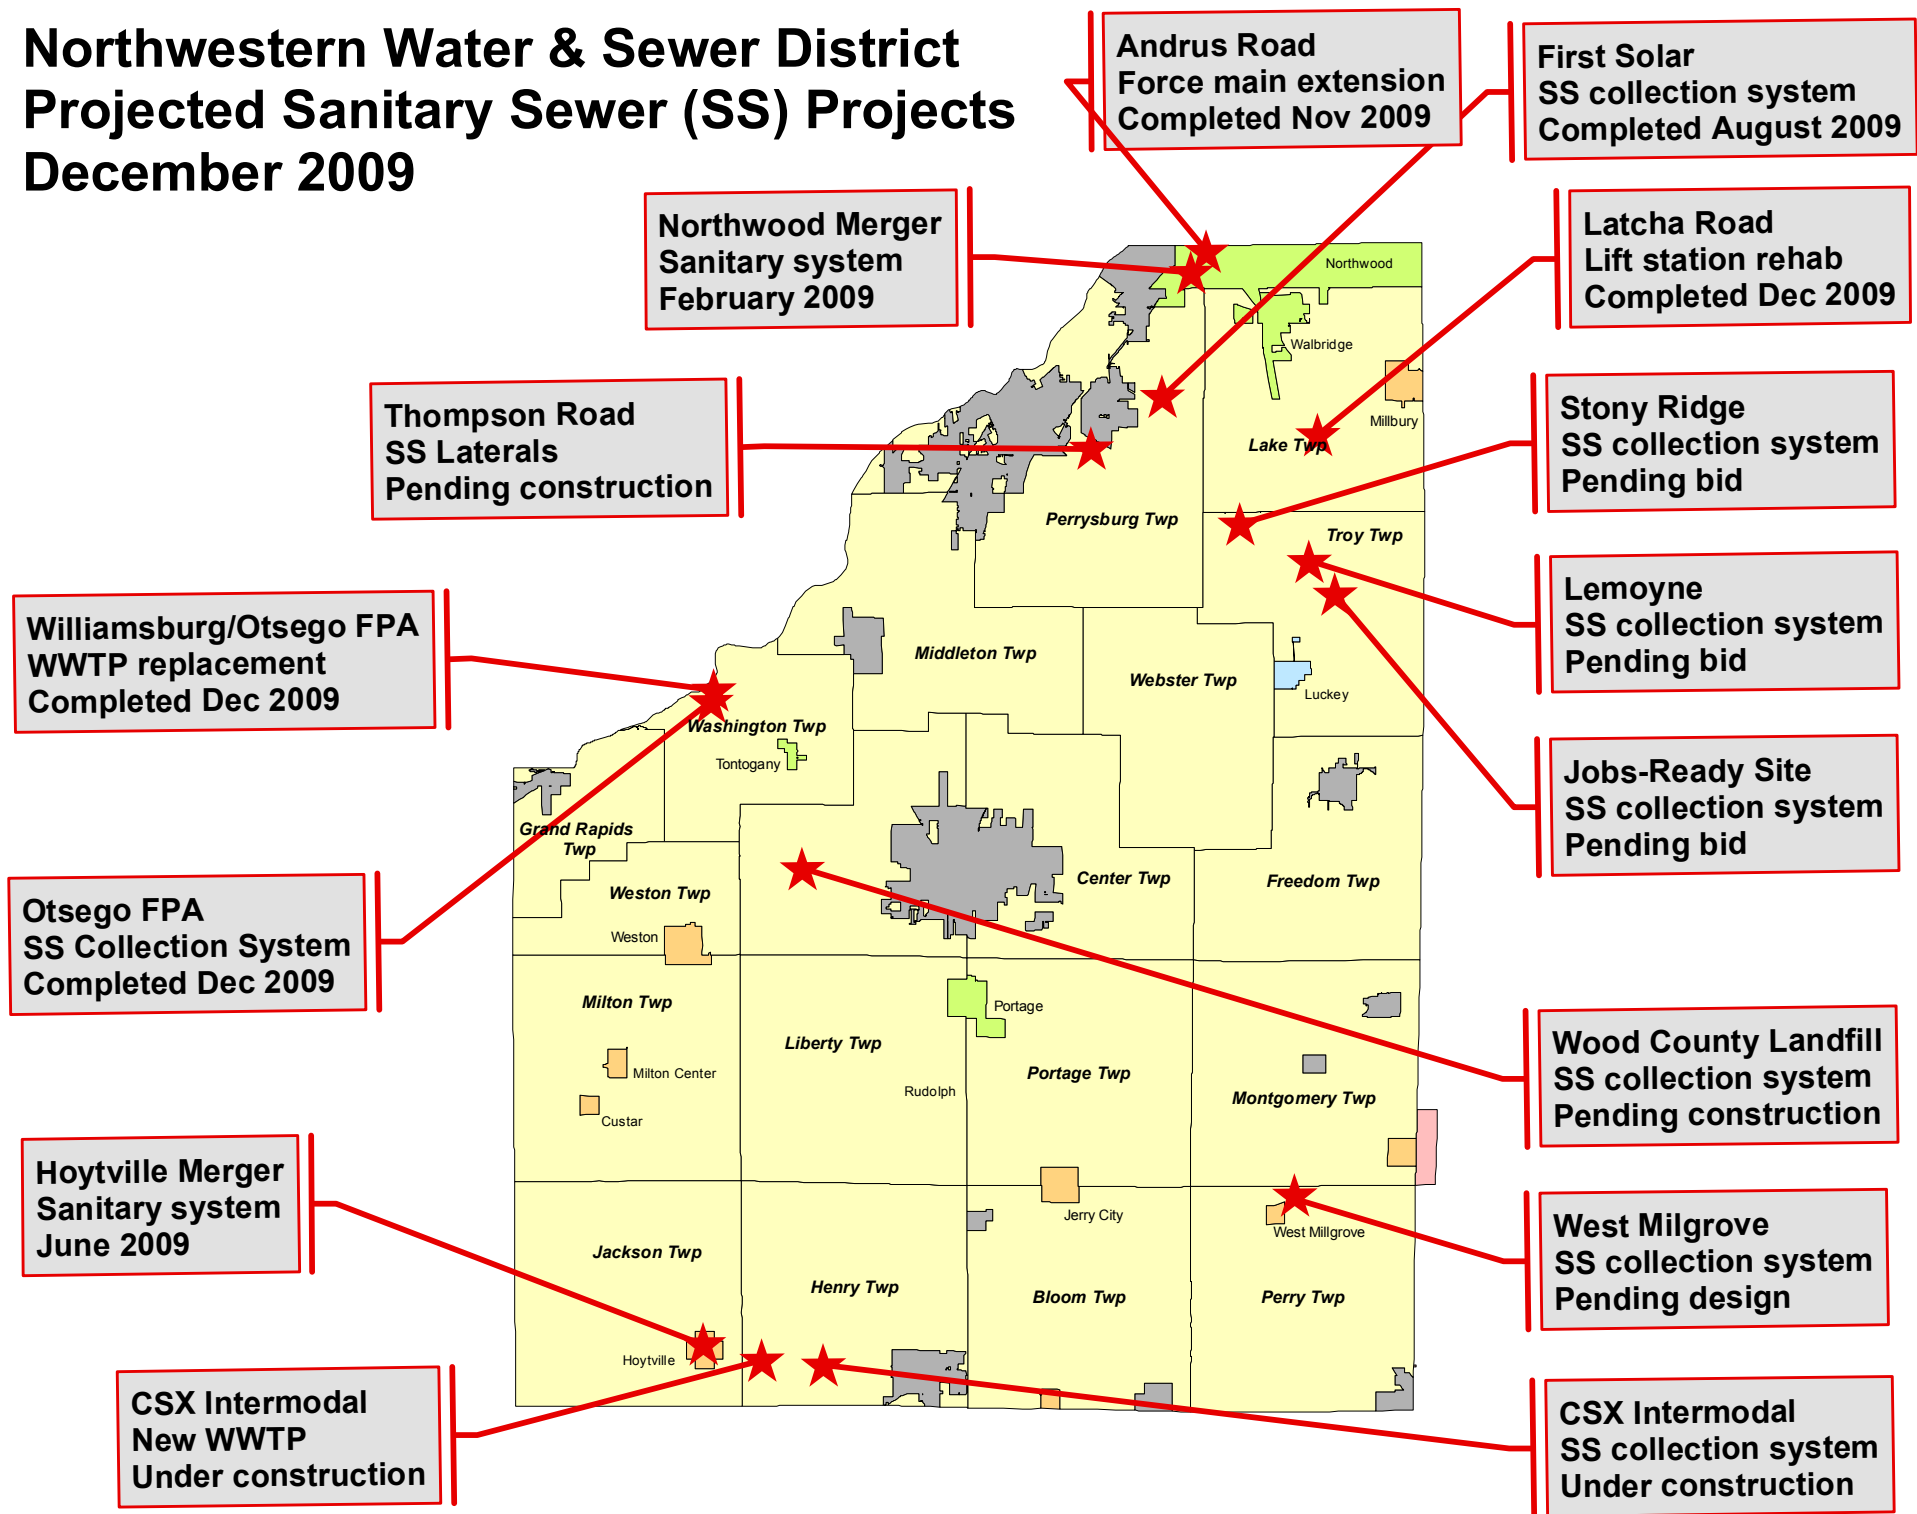 Northwestern Water & Sewer District
Projected Sanitary Sewer (SS) Projects
December 2009
Andrus Road
Force main extension
Completed Nov 2009
First Solar
SS collection system
Completed August 2009
Northwood Merger
Sanitary system
February 2009
Latcha Road
Lift station rehab
Completed Dec 2009
Thompson Road
SS Laterals
Pending construction
Stony Ridge
SS collection system
Pending bid
Williamsburg/Otsego FPA
WWTP replacement
Completed Dec 2009
Lemoyne
SS collection system
Pending bid
Jobs-Ready Site
SS collection system
Pending bid
Otsego FPA
SS Collection System
Completed Dec 2009
Wood County Landfill
SS collection system
Pending construction
Hoytville Merger
Sanitary system
June 2009
West Milgrove
SS collection system
Pending design
CSX Intermodal
New WWTP
Under construction
CSX Intermodal
SS collection system
Under construction
Northwood
Walbridge
Millbury
Lake Twp
Perrysburg Twp
Troy Twp
Middleton Twp
Webster Twp
Luckey
Washington Twp
Tontogany
Grand Rapids
Twp
Weston Twp
Center Twp
Freedom Twp
Weston
Milton Twp
Portage
Liberty Twp
Milton Center
Portage Twp
Rudolph
Montgomery Twp
Custar
Jerry City
West Millgrove
Jackson Twp
Henry Twp
Bloom Twp
Perry Twp
Hoytville